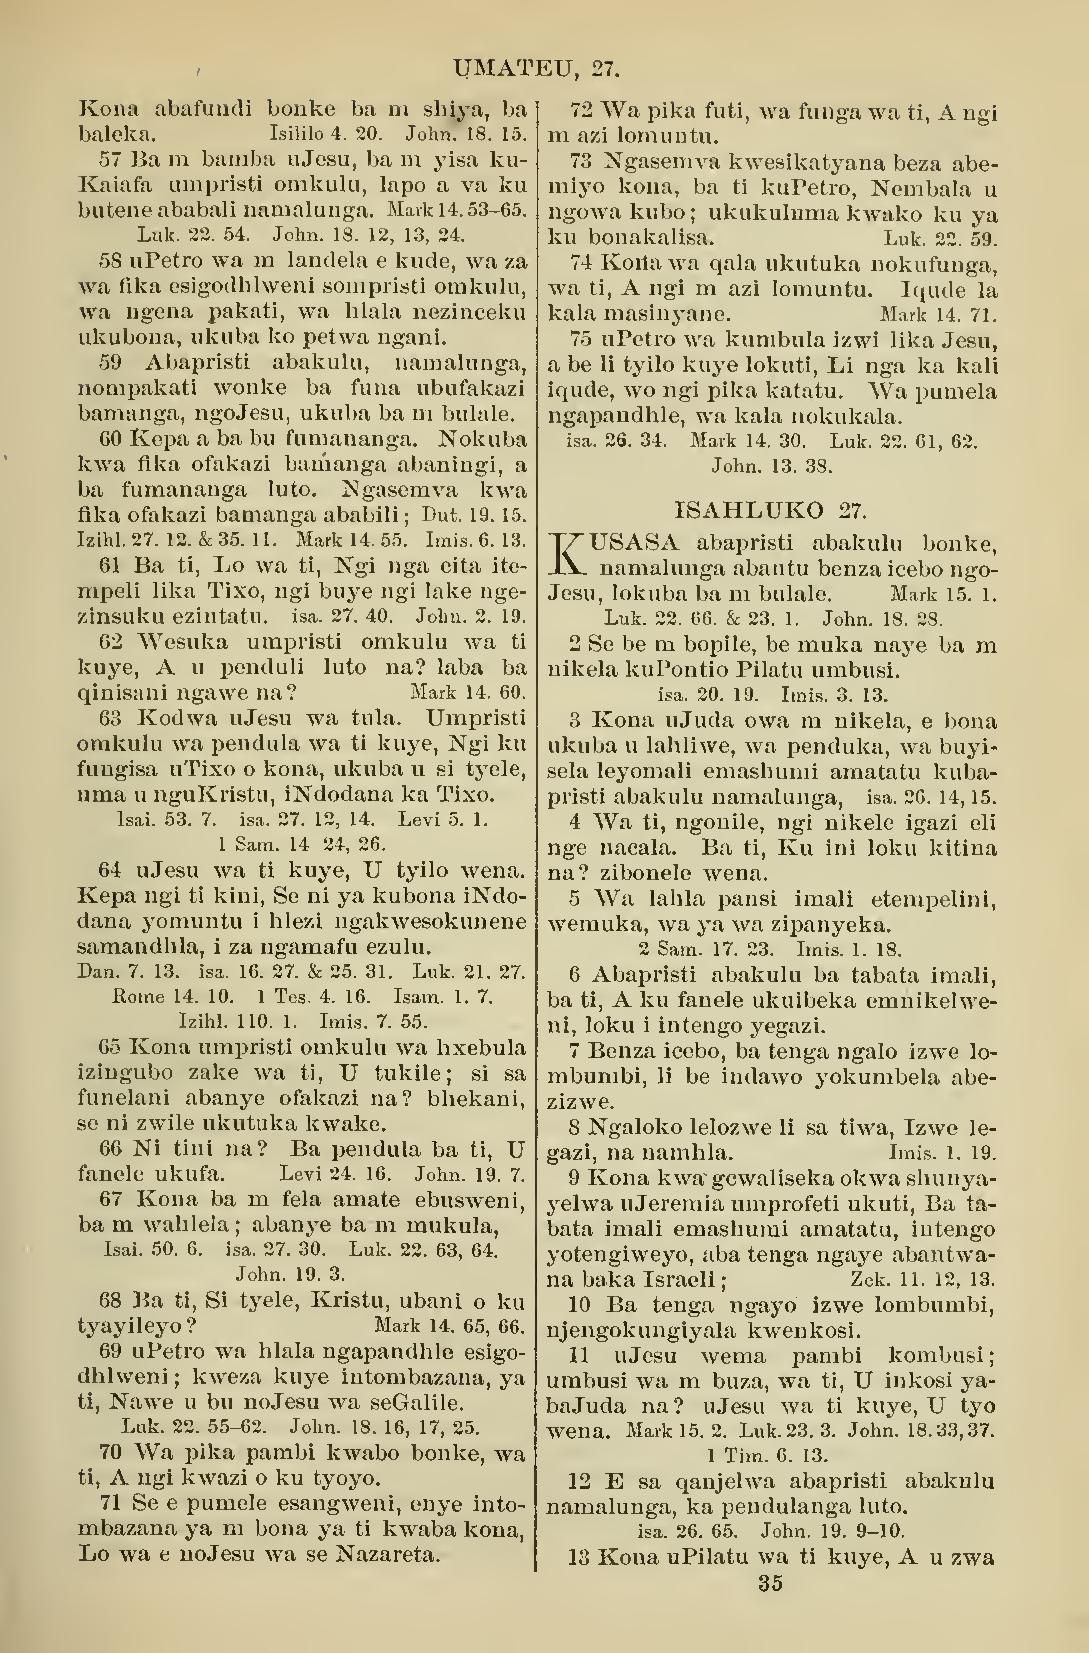 UMATEU, 27.
Kona abafundi bonke ba m shiya, ba
baleka. Isililo 4. 20. John. 18. 15.
57 Ba m bamba uJesu, ba m yisa ku-
Kaiafa umpristi omkulu, lapo a va ku
butene ababali namalunga. Mark 14. 53–65.
Luk. 22. 54. John. 18. 12, 13, 24.
58 uPetro wa m landela e kude, wa za
wa fika esigodhlweni sompristi omkulu,
wa ngena pakati, wa hlala nezinceku
ukubona, ukuba ko petwa ngani.
59 Abapristi abakulu, namalunga,
nompakati wonke ba funa ubufakazi
bamanga, ngoJesu, ukuba ba m bulale.
60 Kepa a ba bu fumananga. Nokuba
kwa fika ofakazi bamanga abaningi, a
ba fumananga luto. Ngasemva kwa
fika ofakazi bamanga ababili; Dut. 19. 15.
Izihl. 27. 12. & 35. 11. Mark 14. 55. Imis. 6. 13.
61 Ba ti, Lo wa ti, Ngi nga cita ite-
mpeli lika Tixo, ngi buye ngi lake nge-
zinsuku ezintatu. isa. 27. 40. John. 2. 19.
62 Wesuka umpristi omkulu wa ti
kuye, A u penduli luto na? laba ba
qinisani ngawe na? Mark 14. 60.
63 Kodwa uJesu wa tula. Umpristi
omkulu wa pendula wa ti kuye, Ngi ku
fungisa uTixo o kona, ukuba u si tyele,
uma u nguKristu, iNdodana ka Tixo.
Isai. 53. 7. isa. 27. 12, 14. Levi 5. 1.
1 Sam. 14 24, 26.
64 uJesu wa ti kuye, U tyilo wena.
Kepa ngi ti kini, Se ni ya kubona iNdo-
dana yomuntu i hlezi ngakwesokunene
samandhla, i za ngamafu ezulu.
Dan. 7. 13. isa. 16. 27. & 25. 31. Luk. 21. 27.
Rome 14. 10. 1 Tes. 4. 16. Isam. 1. 7.
Izihl. 110. 1. Imis. 7. 55.
65 Kona umpristi omkulu wa hxebula
izingubo zake wa ti, U tukile; si sa
funelani abanye ofakazi na? bhekani,
se ni zwile ukutuka kwake.
66 Ni tini na? Ba pendula ba ti, U
fanele ukufa. Levi 24. 16. John. 19. 7.
67 Kona ba m fela amate ebusweni,
ba m wahlela; abanye ba m mukula,
Isai. 50. 6. isa. 27. 30. Luk. 22. 63, 64.
John. 19. 3.
68 Ba ti, Si tyele, Kristu, ubani o ku
tyayileyo? Mark 14. 65, 66.
69 uPetro wa hlala ngapandhle esigo-
dhlweni; kweza kuye intombazana, ya
ti, Nawe u bu noJesu wa seGalile.
Luk. 22. 55–62. John. 18. 16, 17, 25.
70 Wa pika pambi kwabo bonke, wa
ti, A ngi kwazi o ku tyoyo.
71 Se e pumele esangweni, enye into-
mbazana ya m bona ya ti kwaba kona,
Lo wa e noJesu wa se Nazareta.
72 Wa pika futi, wa funga wa ti, A ngi
m azi lomuntu.
73 Ngasemva kwesikatyana beza abe-
miyo kona, ba ti kuPetro, Nembala u
ngowa kubo; ukukuluma kwako ku ya
ku bonakalisa. Luk. 22. 59.
74 Kona wa qala ukutuka nokufunga,
wa ti, A ngi m azi lomuntu. Iqude la
kala masinyane. Mark 14. 71.
75 uPetro wa kumbula izwi lika Jesu,
a be li tyilo kuye lokuti, Li nga ka kali
iqude, wo ngi pika katatu. Wa pumela
ngapandhle, wa kala nokukala.
isa. 26. 34. Mark 14. 30. Luk. 22. 61, 62.
John. 13. 38.
ISAHLUKO 27.
KUSASA abapristi abakulu bonke,
namalunga abantu benza icebo ngo-
Jesu, lokuba ba m bulale. Mark 15. 1.
Luk. 22. 66. & 23. 1. John. 18. 28.
2 Se be m bopile, be muka naye ba m
nikela kuPontio Pilatu umbusi.
isa. 20. 19. Imis. 3. 13.
3 Kona uJuda owa m nikela, e bona
ukuba u lahliwe, wa penduka, wa buyi-
sela leyomali emashumi amatatu kuba-
pristi abakulu namalunga, isa. 26. 14, 15.
4 Wa ti, ngonile, ngi nikele igazi eli
nge nacala. Ba ti, Ku ini loku kitina
na? zibonele wena.
5 Wa lahla pansi imali etempelini,
wemuka, wa ya wa zipanyeka.
2 Sam. 17. 23. Imis. 1. 18.
6 Abapristi abakulu ba tabata imali,
ba ti, A ku fanele ukuibeka emnikelwe-
ni, loku i intengo yegazi.
7 Benza icebo, ba tenga ngalo izwe lo-
mbumbi, li be indawo yokumbela abe-
zizwe.
8 Ngaloko lelozwe li sa tiwa, Izwe le-
gazi, na namhla. Imis. 1. 19.
9 Kona kwa gcwaliseka okwa shunya-
yelwa uJeremia umprofeti ukuti, Ba ta-
bata imali emashumi amatatu, intengo
yotengiweyo, aba tenga ngaye abantwa-
na baka Israeli; Zek. 11. 12, 13.
10 Ba tenga ngayo izwe lombumbi,
njengokungiyala kwenkosi.
11 uJesu wema pambi kombusi;
umbusi wa m buza, wa ti, U inkosi ya-
baJuda na? uJesu wa ti kuye, U tyo
wena. Mark 15. 2. Luk. 23. 3. John. 18. 33, 37.
1 Tim. 6. 13.
12 E sa qanjelwa abapristi abakulu
namalunga, ka pendulanga luto.
isa. 26. 65. John. 19. 9–10.
13 Kona uPilatu wa ti kuye, A u zwa
35